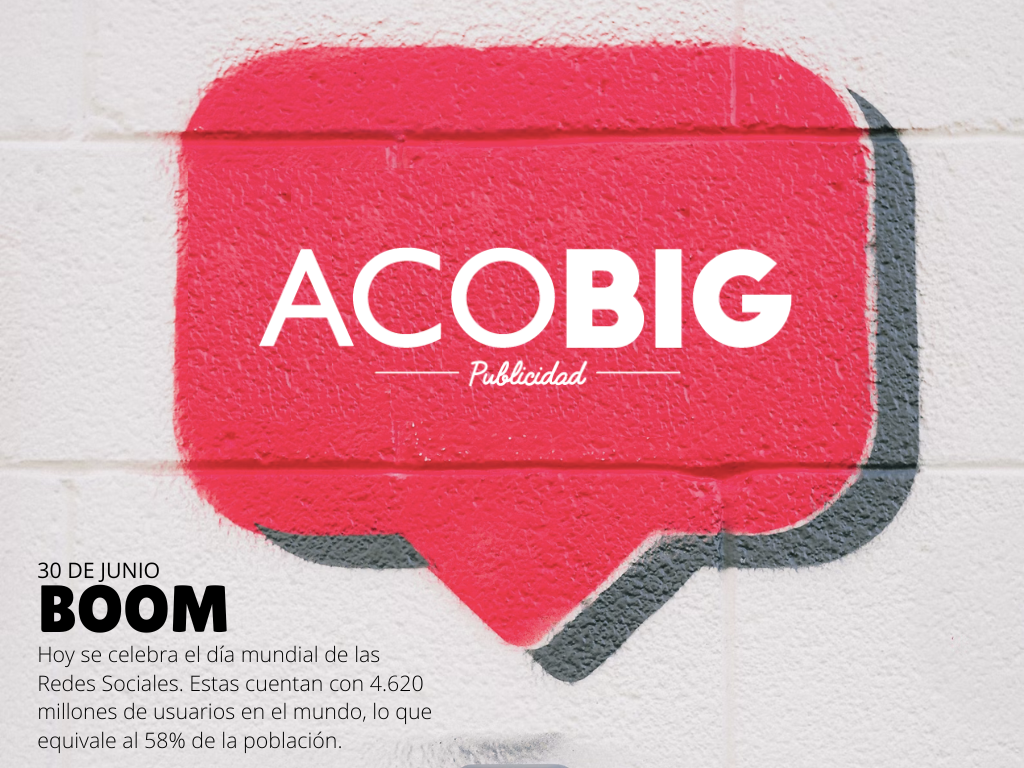 ACOBIG
Publicidad
30 DE JUNIO
BOOM
Hoy se celebra el día mundial de las
Redes Sociales. Estas cuentan con 4.620
millones de usuarios en el mundo, lo que
equivale al 58% de la población.